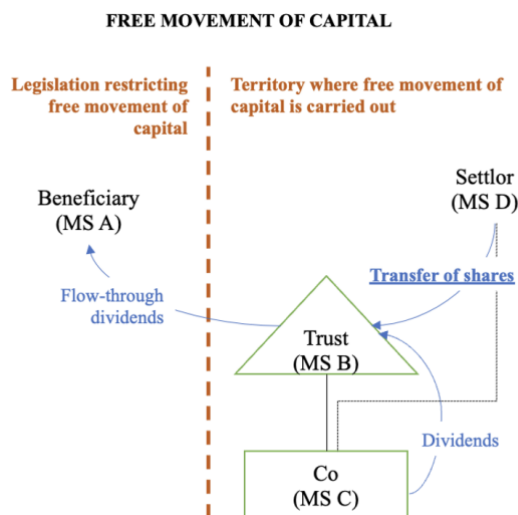 FREE MOVEMENT OF CAPITAL
Legislation restricting
free movement of
capital
Territory where free movement of
capital is carried out
Beneficiary
(MS A)
Settlor
(MS D)
Transfer of shares
Flow-through
dividends
Trust
(MS B)
Dividends
Co
(MS C)